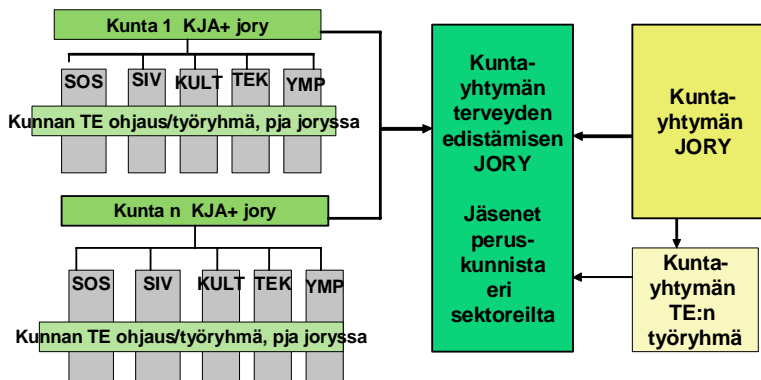 Kunta 1 KJA+ jory
SOS SIV KULT TEK YMP
Kunnan TE ohjaus/työryhmä, pja joryssa
Kunta n KJA+ jory
SOS SIV KULT TEK YMP
Kunnan TE ohjaus/työryhmä, pja joryssa
Kunta-
yhtymän
terveyden
edistämisen
JORY
Jäsenet
perus-
kunnista
eri
sektoreilta
Kunta-
yhtymän
JORY
Kunta-
yhtymän
TE:n
työryhmä